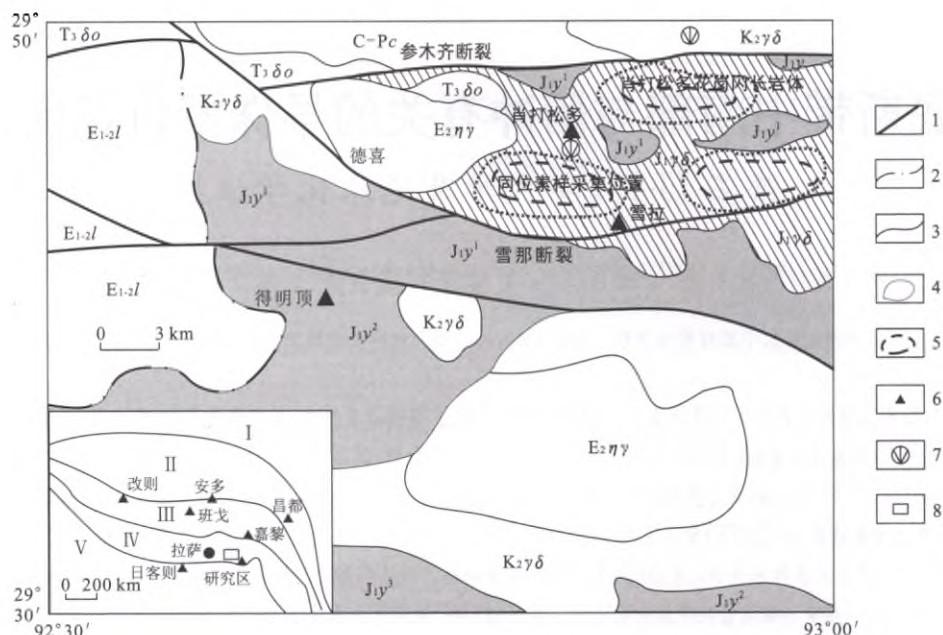 29°
50′
T₃δo
C-Pc
K₂γδ
参木齐断裂
T₃δo
J₁y
K₂γδ
T₃δo
J₁y¹
肖打松多花岗闪长岩体
E₁₋₂l
肖打松多
E₂ηγ
J₁y¹
J₁y¹
德喜
J₁γδ
同位素样采集位置
J₁y¹
雪拉
E₁₋₂l
J₁y¹
雪那断裂
J₁γδ
E₁₋₂l
得明顶
K₂γδ
0 3 km
J₁y²
E₂ηγ
K₂γδ
J₁y³
J₁y²
Ⅰ
Ⅱ
改则
安多
昌都
Ⅲ
班戈
嘉黎
Ⅳ
Ⅴ
拉萨
日客则
研究区
0 200 km
29°
30′
92°30′
93°00′
1
2
3
4
5
6
7
8